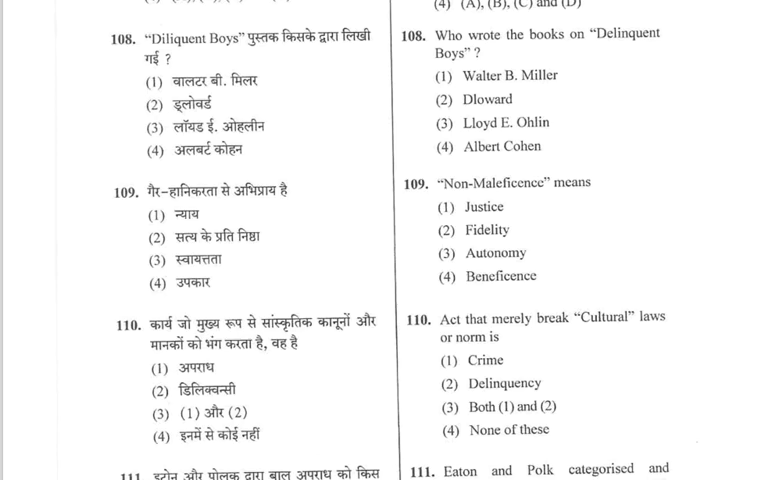 108. “Diliquent Boys” पुस्तक किसके द्वारा लिखी
गई ?
(1) वालटर बी. मिलर
(2) डूलोवर्ड
(3) लॉयड ई. ओहलीन
(4) अलबर्ट कोहन
109. गैर-हानिकरता से अभिप्राय है
(1) न्याय
(2) सत्य के प्रति निष्ठा
(3) स्वायत्तता
(4) उपकार
110. कार्य जो मुख्य रूप से सांस्कृतिक कानूनों और
मानकों को भंग करता है, वह है
(1) अपराध
(2) डिलिक्वन्सी
(3) (1) और (2)
(4) इनमें से कोई नहीं
111. इटोन और पोलक द्वारा बाल अपराध को किस
(4) (A), (B), (C) and (D)
108. Who wrote the books on “Delinquent
Boys” ?
(1) Walter B. Miller
(2) Dloward
(3) Lloyd E. Ohlin
(4) Albert Cohen
109. “Non-Maleficence” means
(1) Justice
(2) Fidelity
(3) Autonomy
(4) Beneficence
110. Act that merely break “Cultural” laws
or norm is
(1) Crime
(2) Delinquency
(3) Both (1) and (2)
(4) None of these
111. Eaton and Polk categorised and